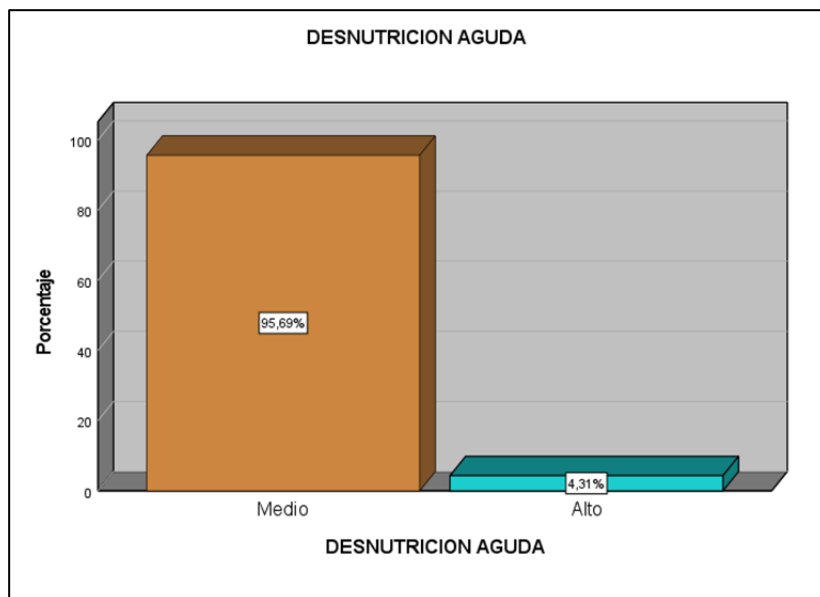 DESNUTRICION AGUDA
100
80
60
40
20
0
Porcentaje
95,69%
4,31%
Medio
Alto
DESNUTRICION AGUDA